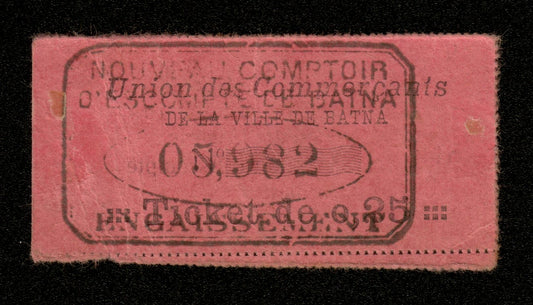 NOUVEAU COMPTOIR
Union des Commerçants
D'ESCOMPTE DE BATNA
DE LA VILLE DE BATNA
No 05,982
Ticket de 0.25
ENCAISSEMENT